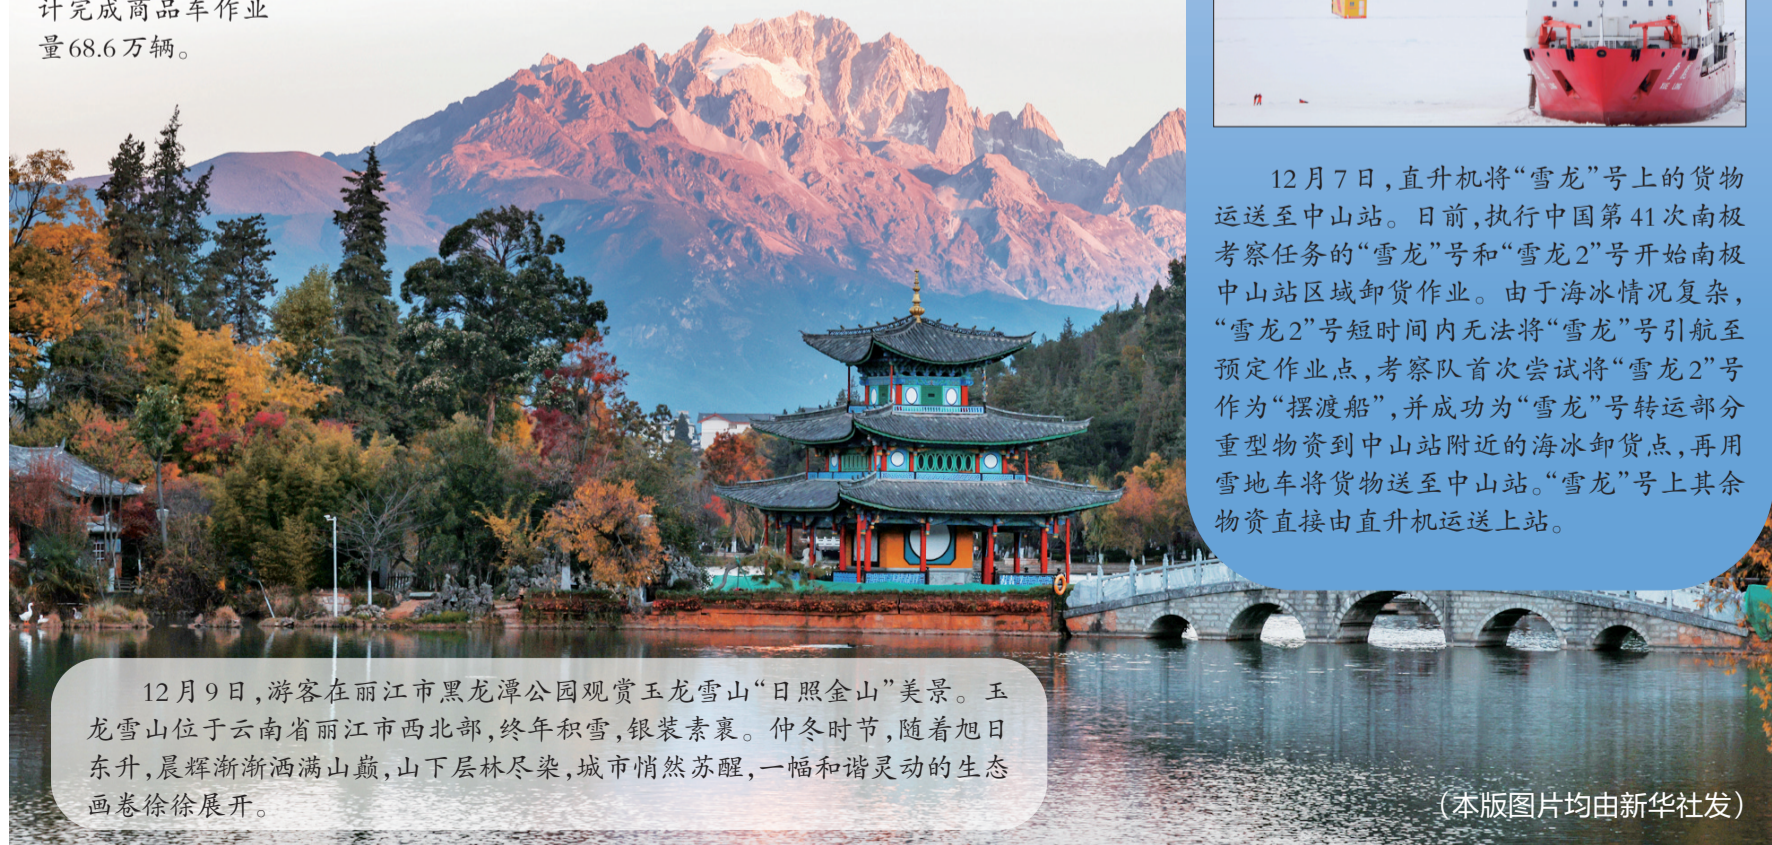 计完成商品车作业
量68.6万辆。
12月7日，直升机将“雪龙”号上的货物
运送至中山站。日前，执行中国第41次南极
考察任务的“雪龙”号和“雪龙2”号开始南极
中山站区域卸货作业。由于海冰情况复杂，
“雪龙2”号短时间内无法将“雪龙”号引航至
预定作业点，考察队首次尝试将“雪龙2”号
作为“摆渡船”，并成功为“雪龙”号转运部分
重型物资到中山站附近的海冰卸货点，再用
雪地车将货物送至中山站。“雪龙”号上其余
物资直接由直升机运送上站。
12月9日，游客在丽江市黑龙潭公园观赏玉龙雪山“日照金山”美景。玉
龙雪山位于云南省丽江市西北部，终年积雪，银装素裹。仲冬时节，随着旭日
东升，晨辉渐渐洒满山巅，山下层林尽染，城市悄然苏醒，一幅和谐灵动的生态
画卷徐徐展开。
（本版图片均由新华社发）